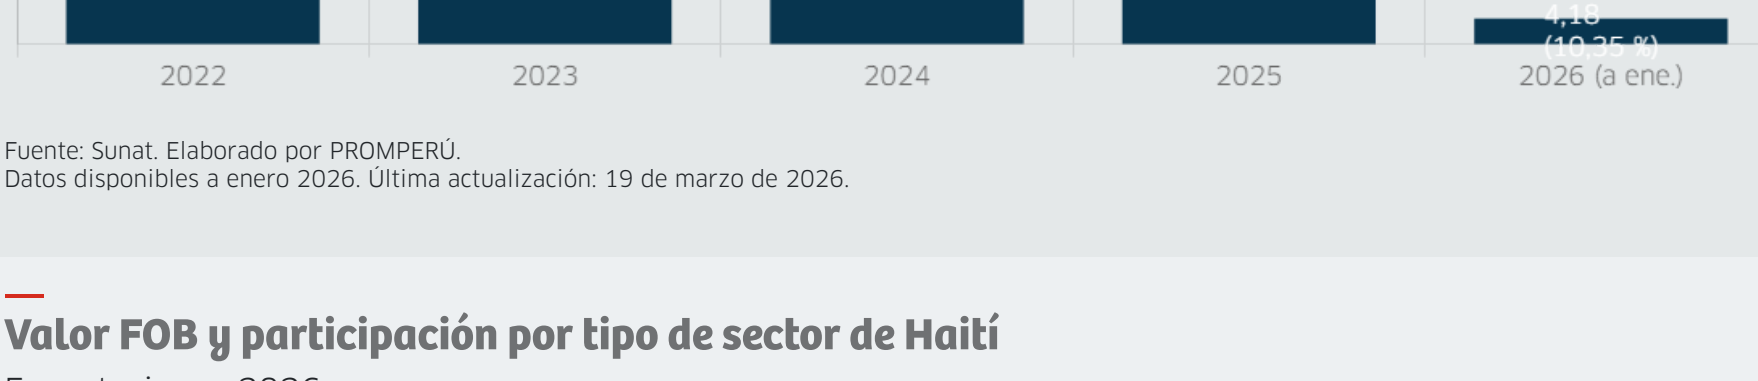 4,18
(10,35 %)
2022 2023 2024 2025 2026 (a ene.)
Fuente: Sunat. Elaborado por PROMPERÚ.
Datos disponibles a enero 2026. Última actualización: 19 de marzo de 2026.
Valor FOB y participación por tipo de sector de Haití